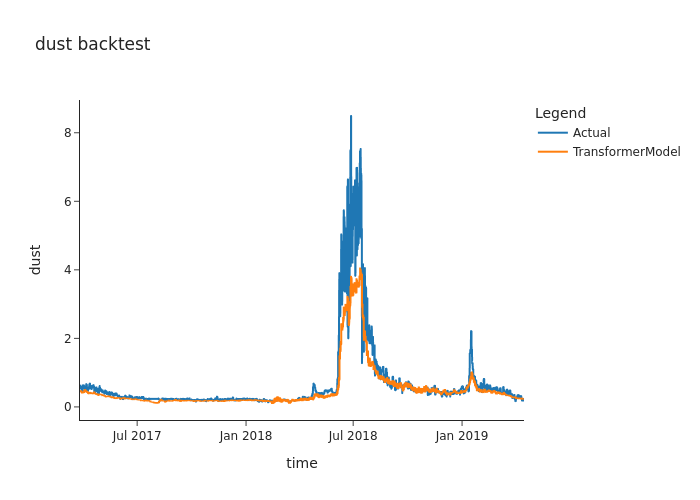 dust backtest
Legend
Actual
TransformerModel
8
6
4
2
0
dust
Jul 2017
Jan 2018
Jul 2018
Jan 2019
time